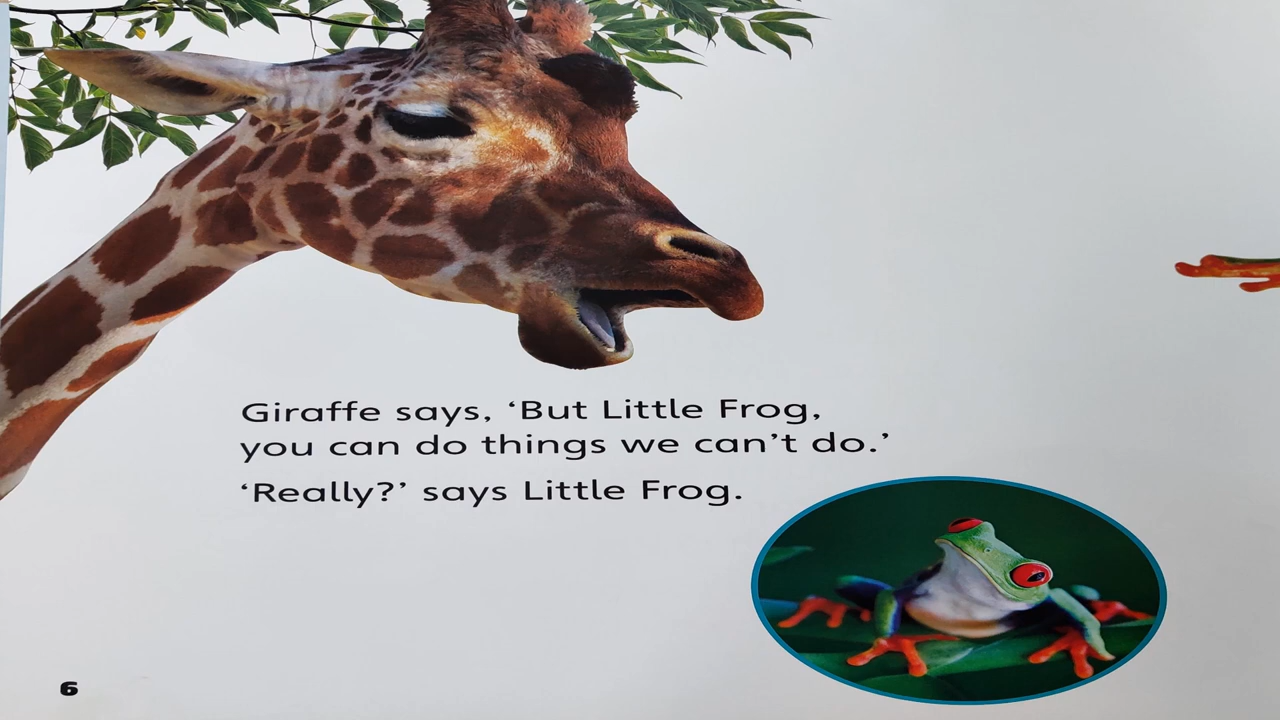 Giraffe says, ‘But Little Frog,
you can do things we can’t do.’
‘Really?’ says Little Frog.
6